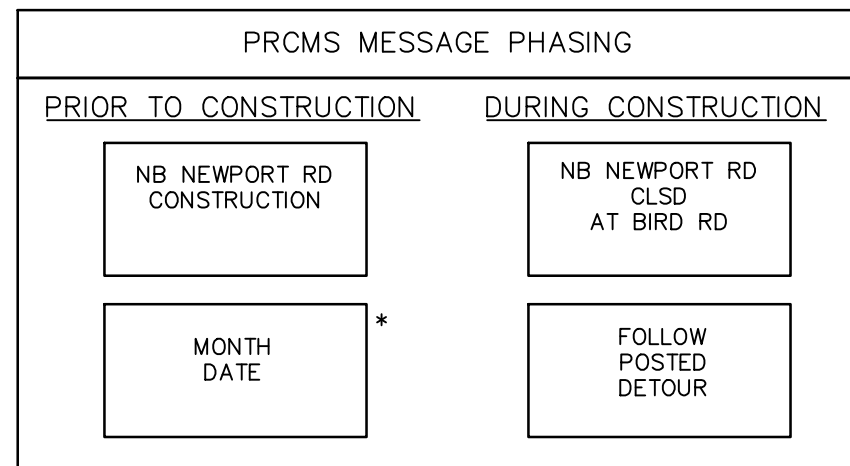 PRCMS MESSAGE PHASING
PRIOR TO CONSTRUCTION
NB NEWPORT RD
CONSTRUCTION
MONTH
DATE
*
DURING CONSTRUCTION
NB NEWPORT RD
CLSD
AT BIRD RD
FOLLOW
POSTED
DETOUR